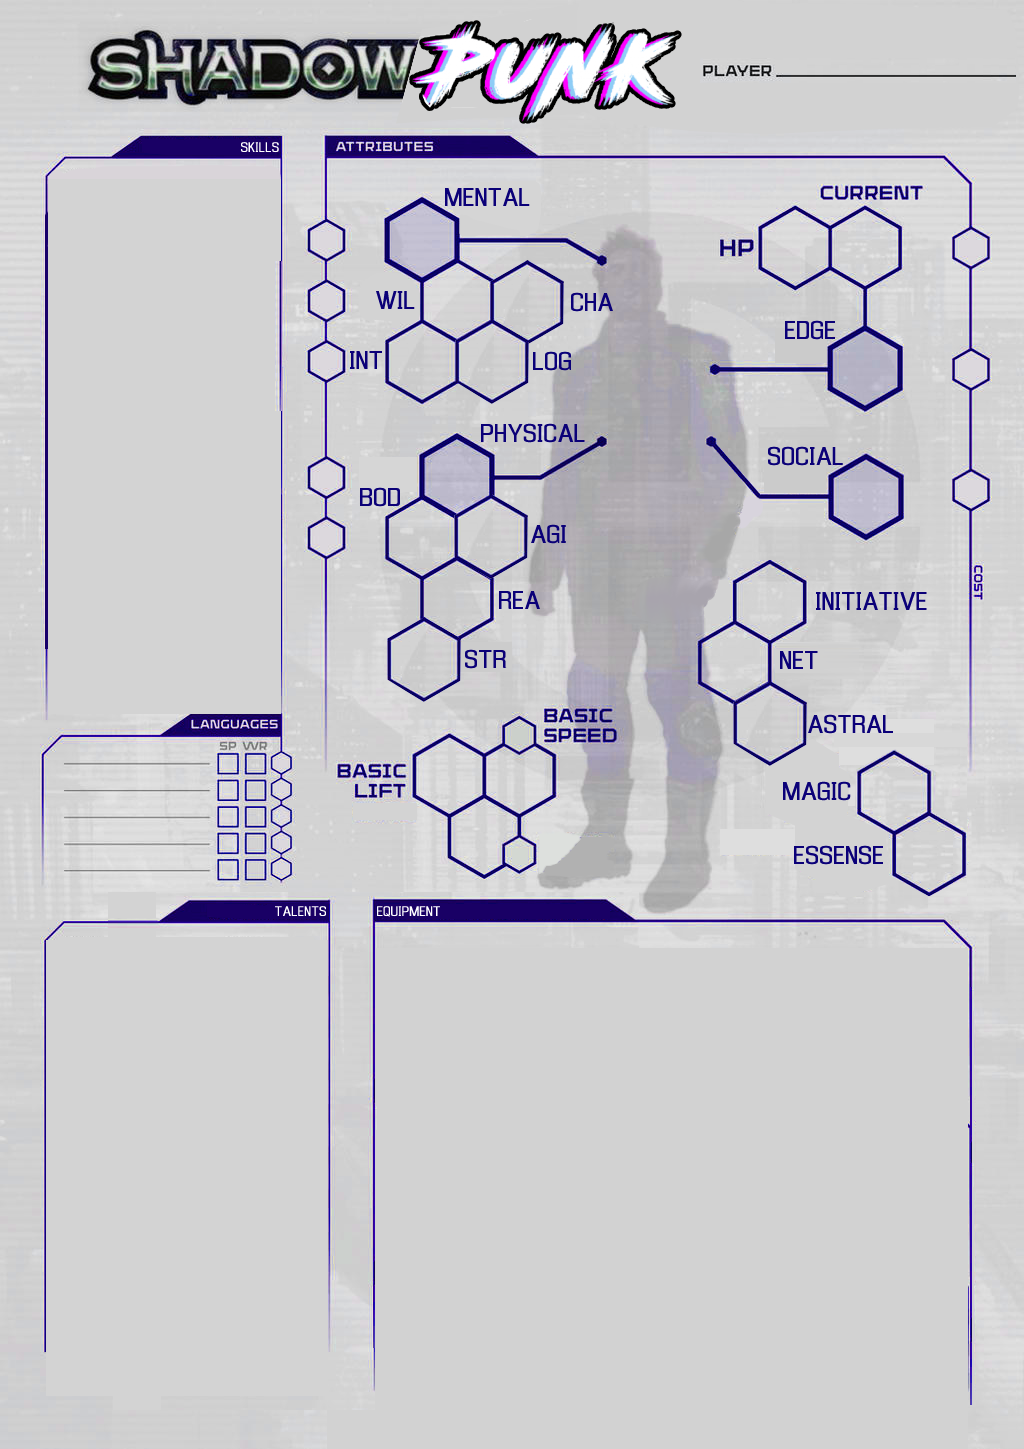 SHADOWPUNK
PLAYER
SKILLS
ATTRIBUTES
MENTAL
CURRENT
HP
WIL
CHA
EDGE
INT
LOG
PHYSICAL
SOCIAL
BOD
AGI
COST
REA
INITIATIVE
STR
NET
LANGUAGES
SP WR
ASTRAL
BASIC
SPEED
BASIC
LIFT
MAGIC
ESSENSE
TALENTS
EQUIPMENT